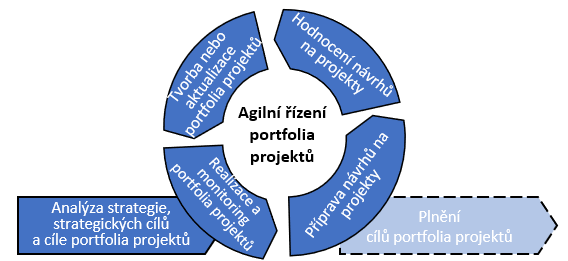 Tvorba nebo
aktualizace
portfolia projektů
Hodnocení návrhů
na projekty
Agilní řízení
portfolia
projektů
Realizace a
monitoring
portfolia projektů
Příprava návrhů na
projekty
Analýza strategie,
strategických cílů
a cíle portfolia projektů
Plnění
cílů portfolia projektů